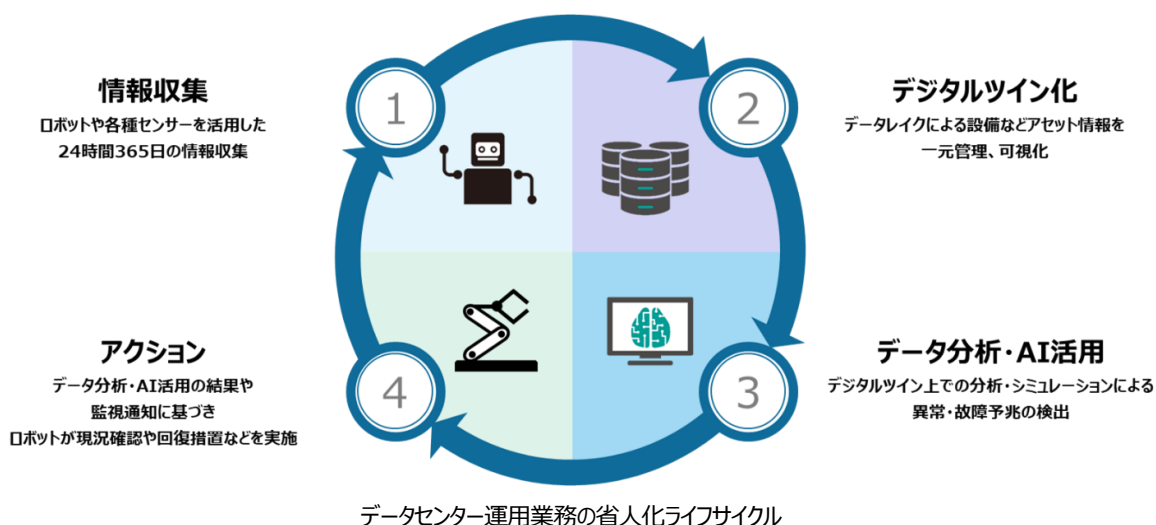 1
情報収集
ロボットや各種センサーを活用した
24時間365日の情報収集
2
デジタルツイン化
データレイクによる設備などアセット情報を
一元管理、可視化
3
データ分析・AI活用
デジタルツイン上での分析・シミュレーションによる
異常・故障予兆の検出
4
アクション
データ分析・AI活用の結果や
監視通知に基づき
ロボットが現況確認や回復措置などを実施
データセンター運用業務の省人化ライフサイクル